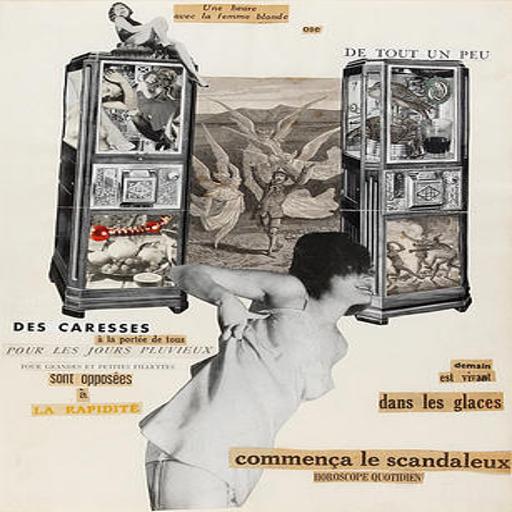 Une heure
avec la femme blonde
ose
DE TOUT UN PEU
DES CARESSES
à la portée de tous
POUR LES JOURS PLUVIEUX
POUR GRANDES ET PETITES FILLETTES
sont opposées
à
LA RAPIDITÉ
demain
est vivant
dans les glaces
commença le scandaleux
HOROSCOPE QUOTIDIEN